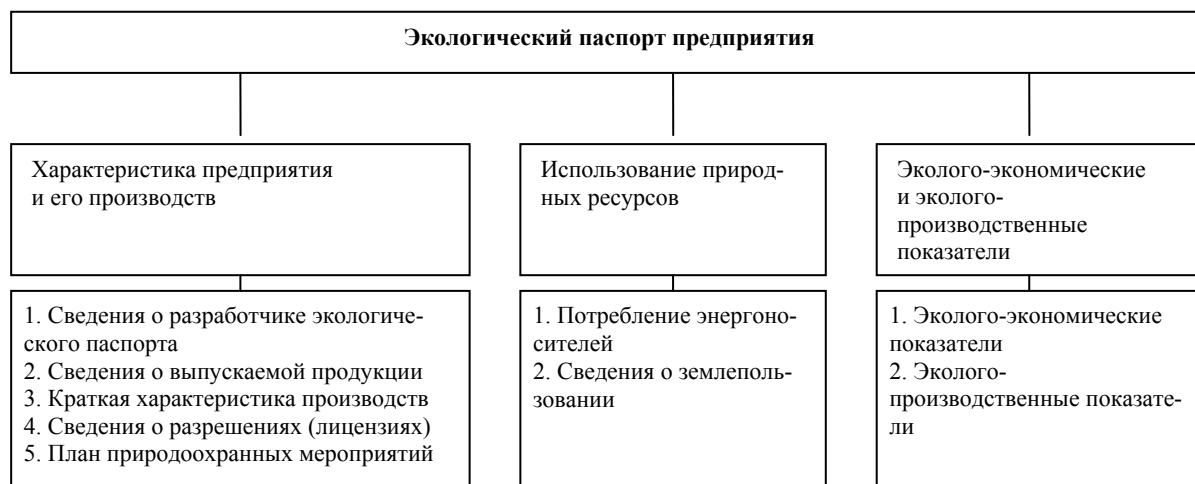 Экологический паспорт предприятия
Характеристика предприятия
и его производств
Использование природ-
ных ресурсов
Эколого-экономические
и эколого-
производственные
показатели
1. Сведения о разработчике экологиче-
ского паспорта
2. Сведения о выпускаемой продукции
3. Краткая характеристика производств
4. Сведения о разрешениях (лицензиях)
5. План природоохранных мероприятий
1. Потребление энергоно-
сителей
2. Сведения о землеполь-
зовании
1. Эколого-экономические
показатели
2. Эколого-
производственные показате-
ли